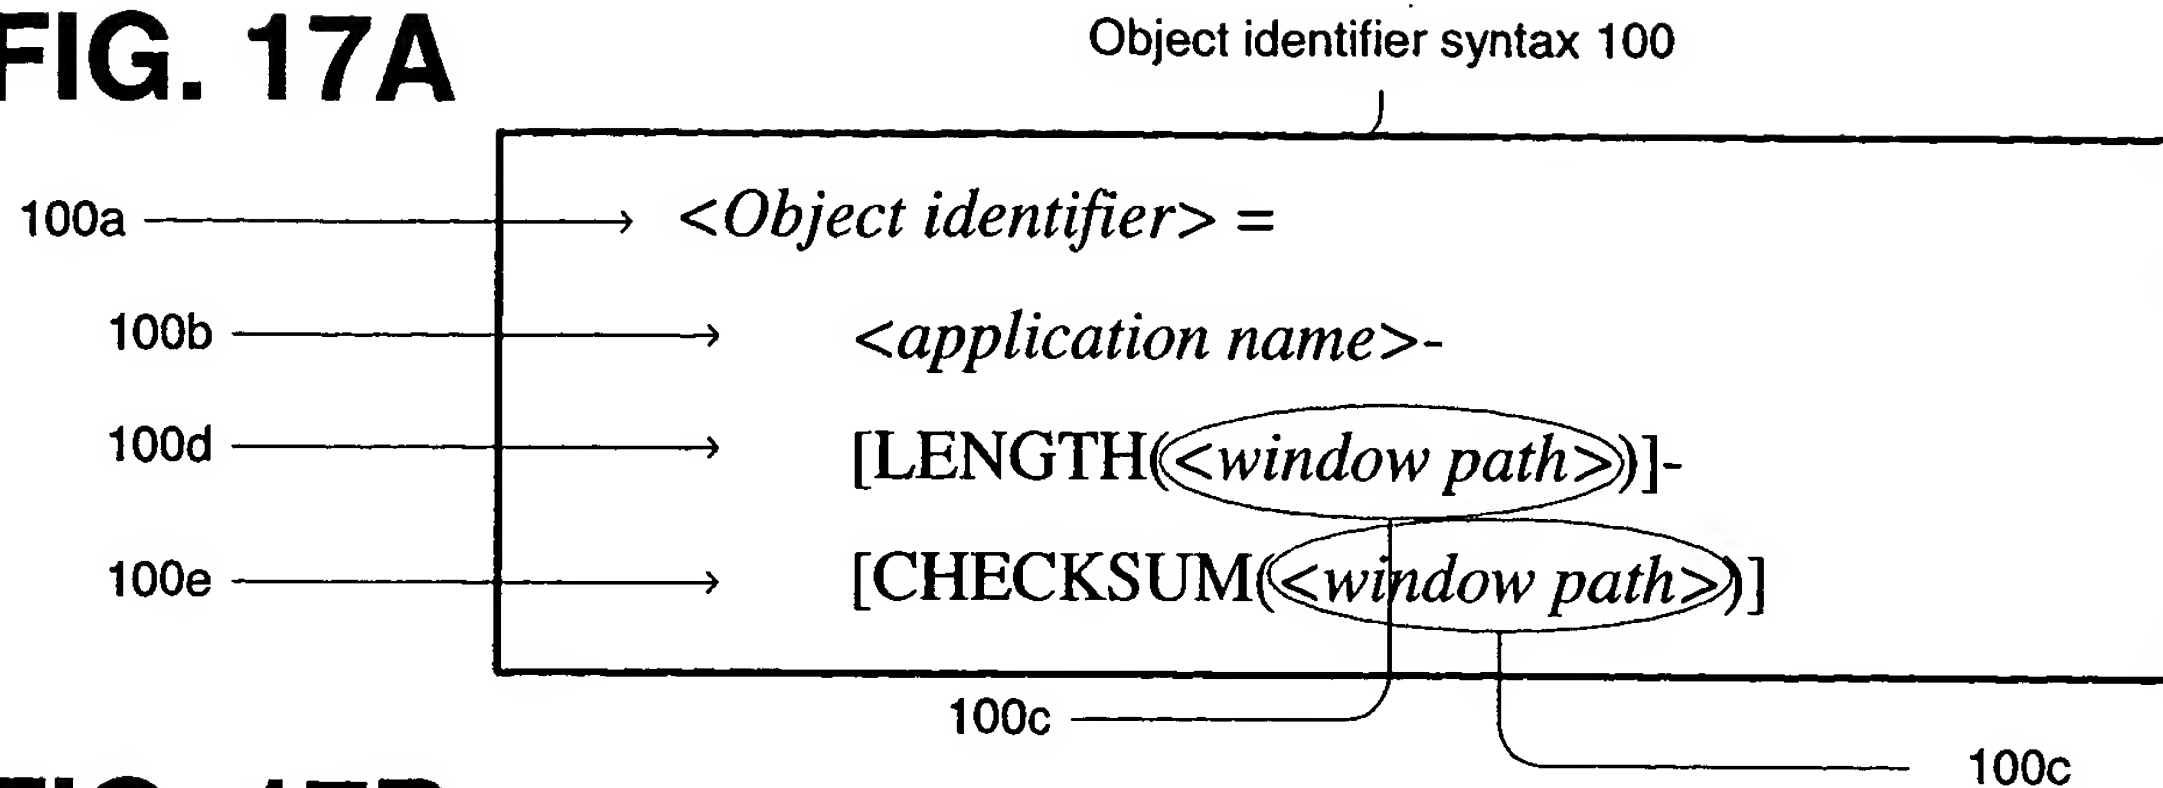 FIG. 17A
Object identifier syntax 100
100a <Object identifier> =
100b <application name>-
100d [LENGTH(<window path>)]-
100e [CHECKSUM(<window path>)]
100c
100c